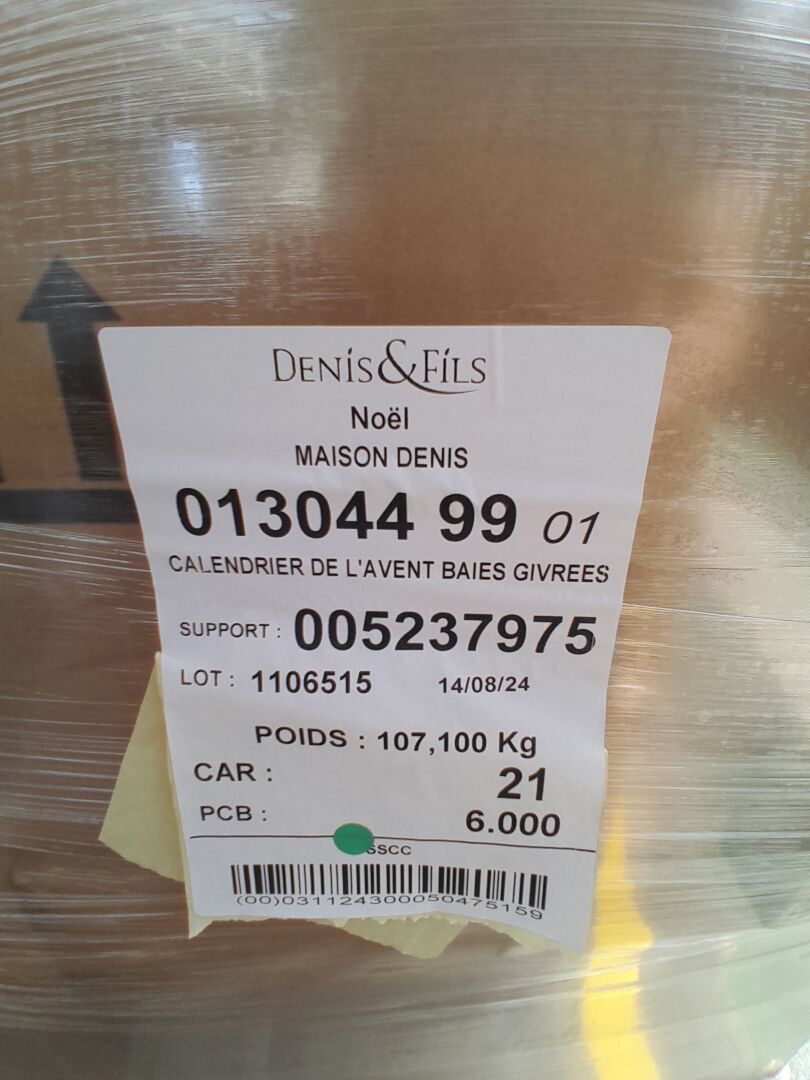 DENIS&FILS
Noël
MAISON DENIS
013044 99 01
CALENDRIER DE L'AVENT BAIES GIVREES
SUPPORT : 005237975
LOT : 1106515 14/08/24
POIDS : 107,100 Kg
CAR : 21
PCB : 6.000
SSCC
(00)031124300050475159